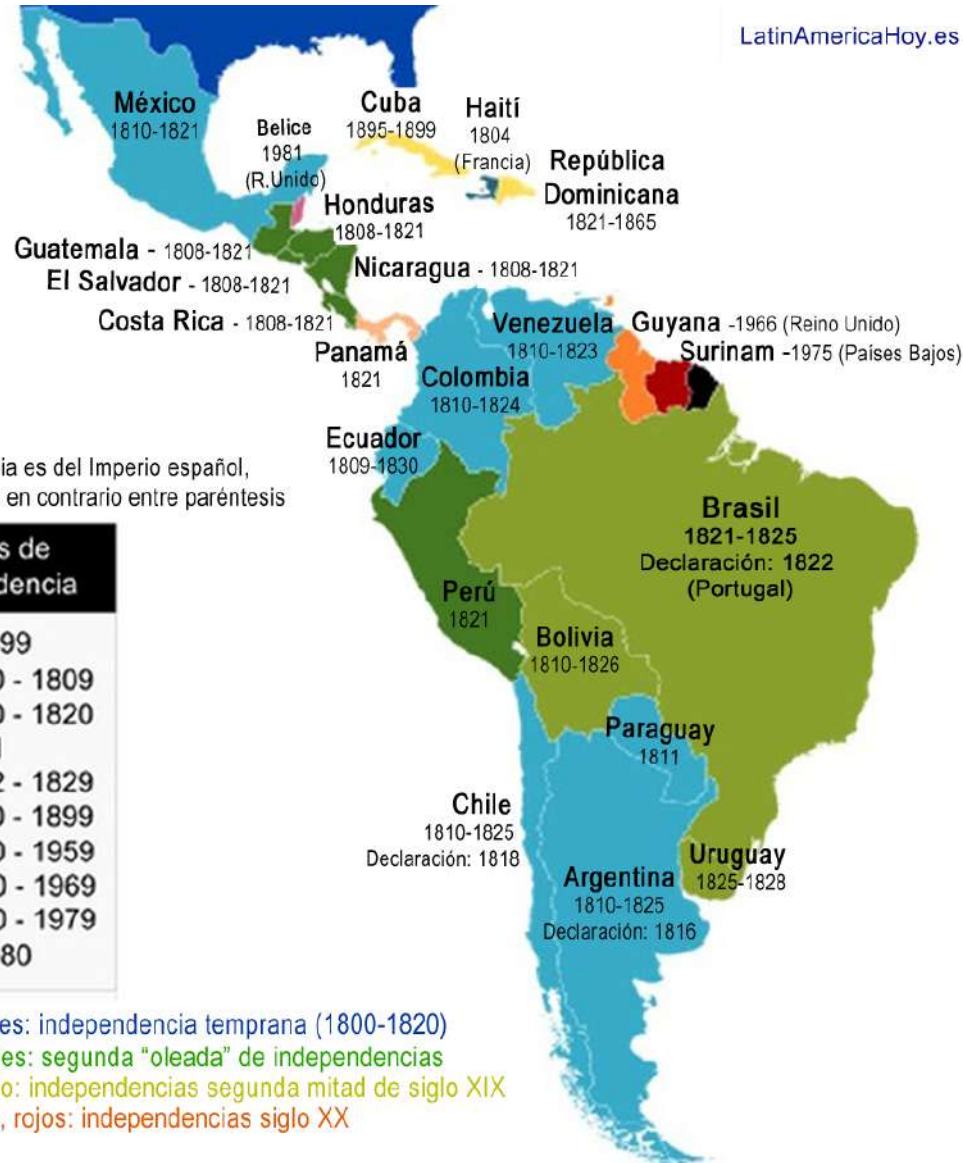 LatinAmericaHoy.es
México
1810-1821
Cuba
1895-1899
Haití
1804
(Francia)
Belice
1981
(R.Unido)
República
Dominicana
1821-1865
Honduras
1808-1821
Guatemala - 1808-1821
El Salvador - 1808-1821
Nicaragua - 1808-1821
Costa Rica - 1808-1821
Panamá
1821
Venezuela
1810-1823
Guyana -1966 (Reino Unido)
Surinam -1975 (Países Bajos)
Colombia
1810-1824
Ecuador
1809-1830
ia es del Imperio español,
en contrario entre paréntesis
Brasil
1821-1825
Declaración: 1822
(Portugal)
Perú
1821
Bolivia
1810-1826
Paraguay
1811
Chile
1810-1825
Declaración: 1818
Argentina
1810-1825
Declaración: 1816
Uruguay
1825-1828
s de
dencia
99
0 - 1809
0 - 1820
2 - 1829
0 - 1899
0 - 1959
0 - 1969
0 - 1979
80
es: independencia temprana (1800-1820)
es: segunda “oleada” de independencias
o: independencias segunda mitad de siglo XIX
, rojos: independencias siglo XX